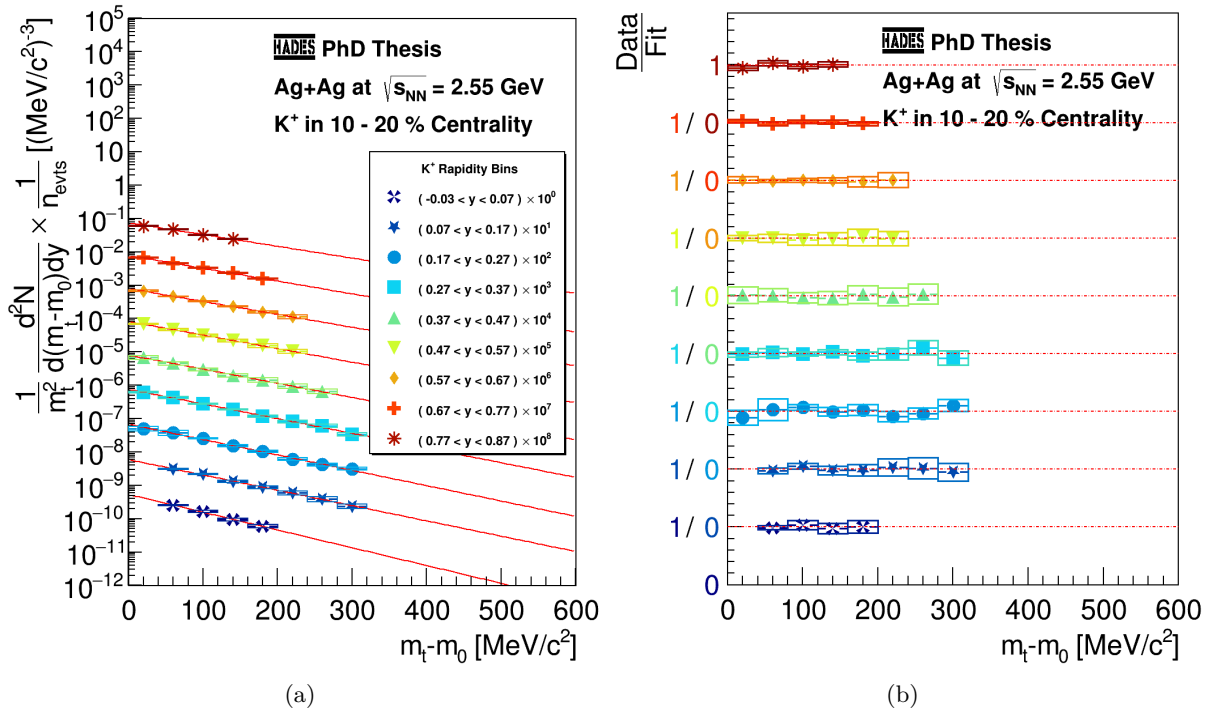 10^5
10^4
10^3
10^2
10
1
10^-1
10^-2
10^-3
10^-4
10^-5
10^-6
10^-7
10^-8
10^-9
10^-10
10^-11
10^-12
1/m_t^2 d^2N/d(m_t-m_0)dy × 1/n_evts [(MeV/c^2)^-3]
HADES PhD Thesis
Ag+Ag at √s_NN = 2.55 GeV
K^+ in 10 - 20 % Centrality
K^+ Rapidity Bins
( -0.03 < y < 0.07 ) × 10^0
( 0.07 < y < 0.17 ) × 10^1
( 0.17 < y < 0.27 ) × 10^2
( 0.27 < y < 0.37 ) × 10^3
( 0.37 < y < 0.47 ) × 10^4
( 0.47 < y < 0.57 ) × 10^5
( 0.57 < y < 0.67 ) × 10^6
( 0.67 < y < 0.77 ) × 10^7
( 0.77 < y < 0.87 ) × 10^8
0 100 200 300 400 500 600
m_t-m_0 [MeV/c^2]
(a)
Data
Fit
HADES PhD Thesis
Ag+Ag at √s_NN = 2.55 GeV
K^+ in 10 - 20 % Centrality
1
1 / 0
1 / 0
1 / 0
1 / 0
1 / 0
1 / 0
1 / 0
1 / 0
0
0 100 200 300 400 500 600
m_t-m_0 [MeV/c^2]
(b)